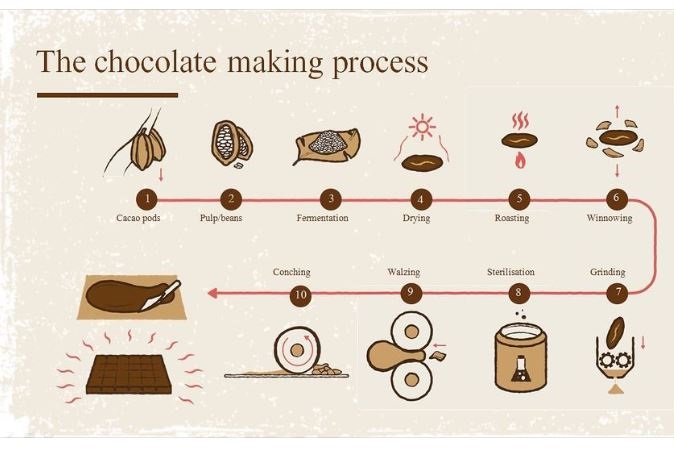 The chocolate making process
1 2 3 4 5 6
Cacao pods Pulp/beans Fermentation Drying Roasting Winnowing
Conching Walzing Sterilisation Grinding
10 9 8 7